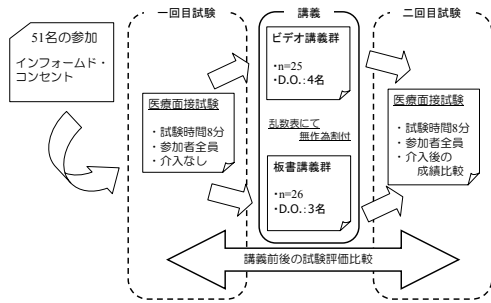 一回目試験
講義
二回目試験
51名の参加
インフォームド・
コンセント
ビデオ講義群
・n=25
・D.O.:4名
医療面接試験
・試験時間8分
・参加者全員
・介入なし
乱数表にて
無作為割付
医療面接試験
・試験時間8分
・参加者全員
・介入後の
成績比較
板書講義群
・n=26
・D.O.:3名
講義前後の試験評価比較